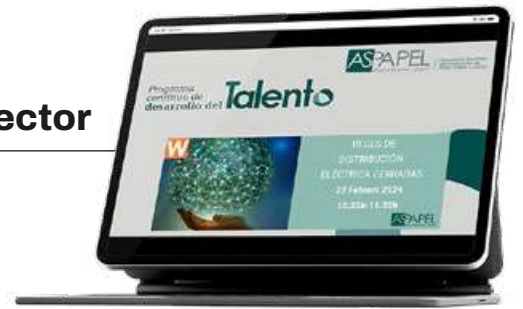 ector
ASPAPEL
Programa
continuo de
desarrollo del Talento
W
REDES DE
DISTRIBUCIÓN
ELÉCTRICA CERRADAS
22 Febrero 2024
ASPAPEL